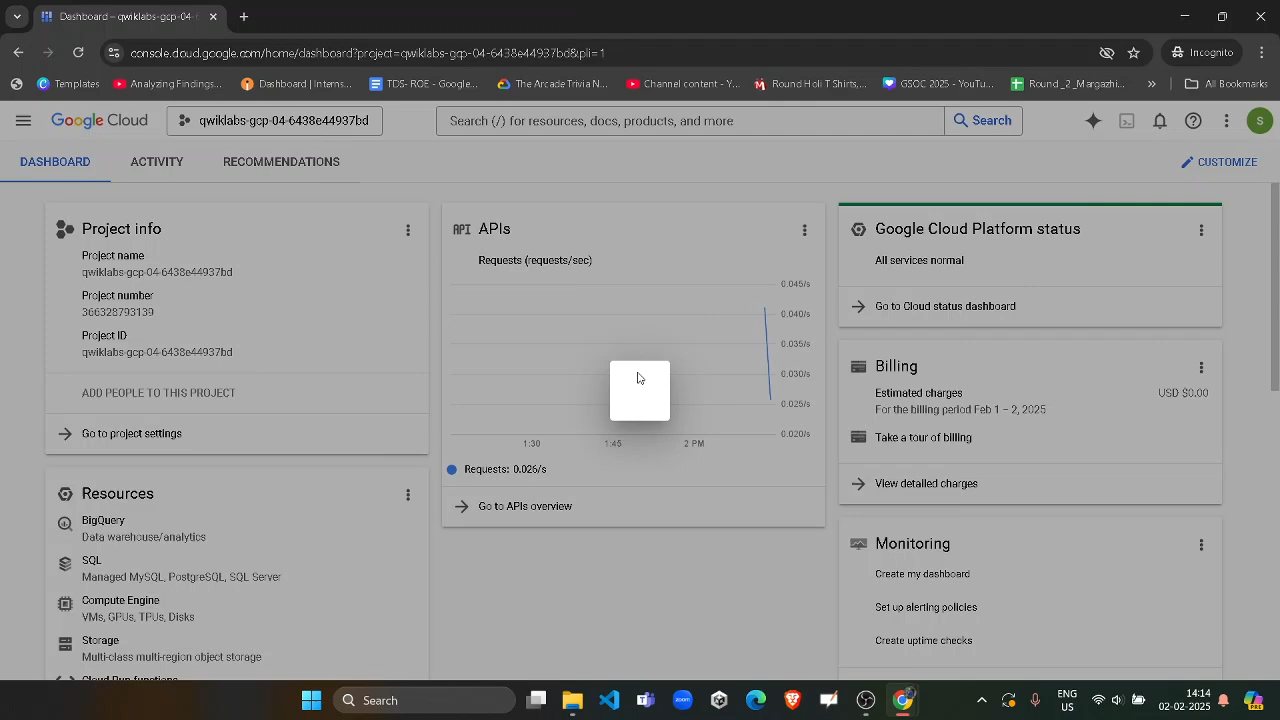 Dashboard – qwiklabs-gcp-04-
console.cloud.google.com/home/dashboard?project=qwiklabs-gcp-04-6438e44937bd&pli=1
Incognito
Templates
Analyzing Findings...
Dashboard | Interns...
TDS- ROE - Google...
The Arcade Trivia N...
Channel content - Y...
Round Holi T Shirts,...
GSOC 2025 - YouTu...
Round_2_Margazhi...
All Bookmarks
Google Cloud
qwiklabs-gcp-04-6438e44937bd
Search (/) for resources, docs, products, and more
Search
S
DASHBOARD
ACTIVITY
RECOMMENDATIONS
CUSTOMIZE
Project info
Project name
qwiklabs-gcp-04-6438e44937bd
Project number
366328793139
Project ID
qwiklabs-gcp-04-6438e44937bd
ADD PEOPLE TO THIS PROJECT
Go to project settings
Resources
BigQuery
Data warehouse/analytics
SQL
Managed MySQL, PostgreSQL, SQL Server
Compute Engine
VMs, GPUs, TPUs, Disks
Storage
Multi-class multi-region object storage
Cloud Run functions
API APIs
Requests (requests/sec)
0.045/s
0.040/s
0.035/s
0.030/s
0.025/s
0.020/s
1:30
1:45
2 PM
Requests: 0.026/s
Go to APIs overview
Google Cloud Platform status
All services normal
Go to Cloud status dashboard
Billing
Estimated charges
USD $0.00
For the billing period Feb 1 – 2, 2025
Take a tour of billing
View detailed charges
Monitoring
Create my dashboard
Set up alerting policies
Create uptime checks
Search
zoom
ENG
US
14:14
02-02-2025
PRE